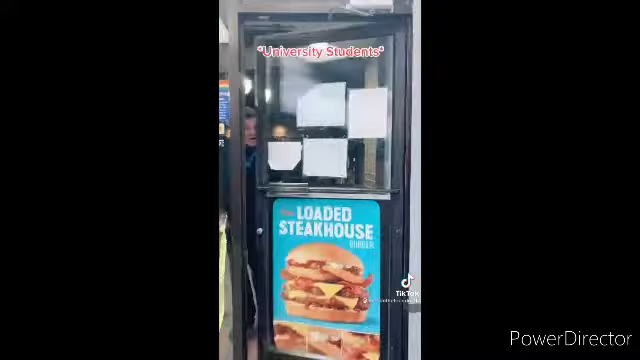 *University Students*
LOADED
STEAKHOUSE
BURGER
TikTok
PowerDirector